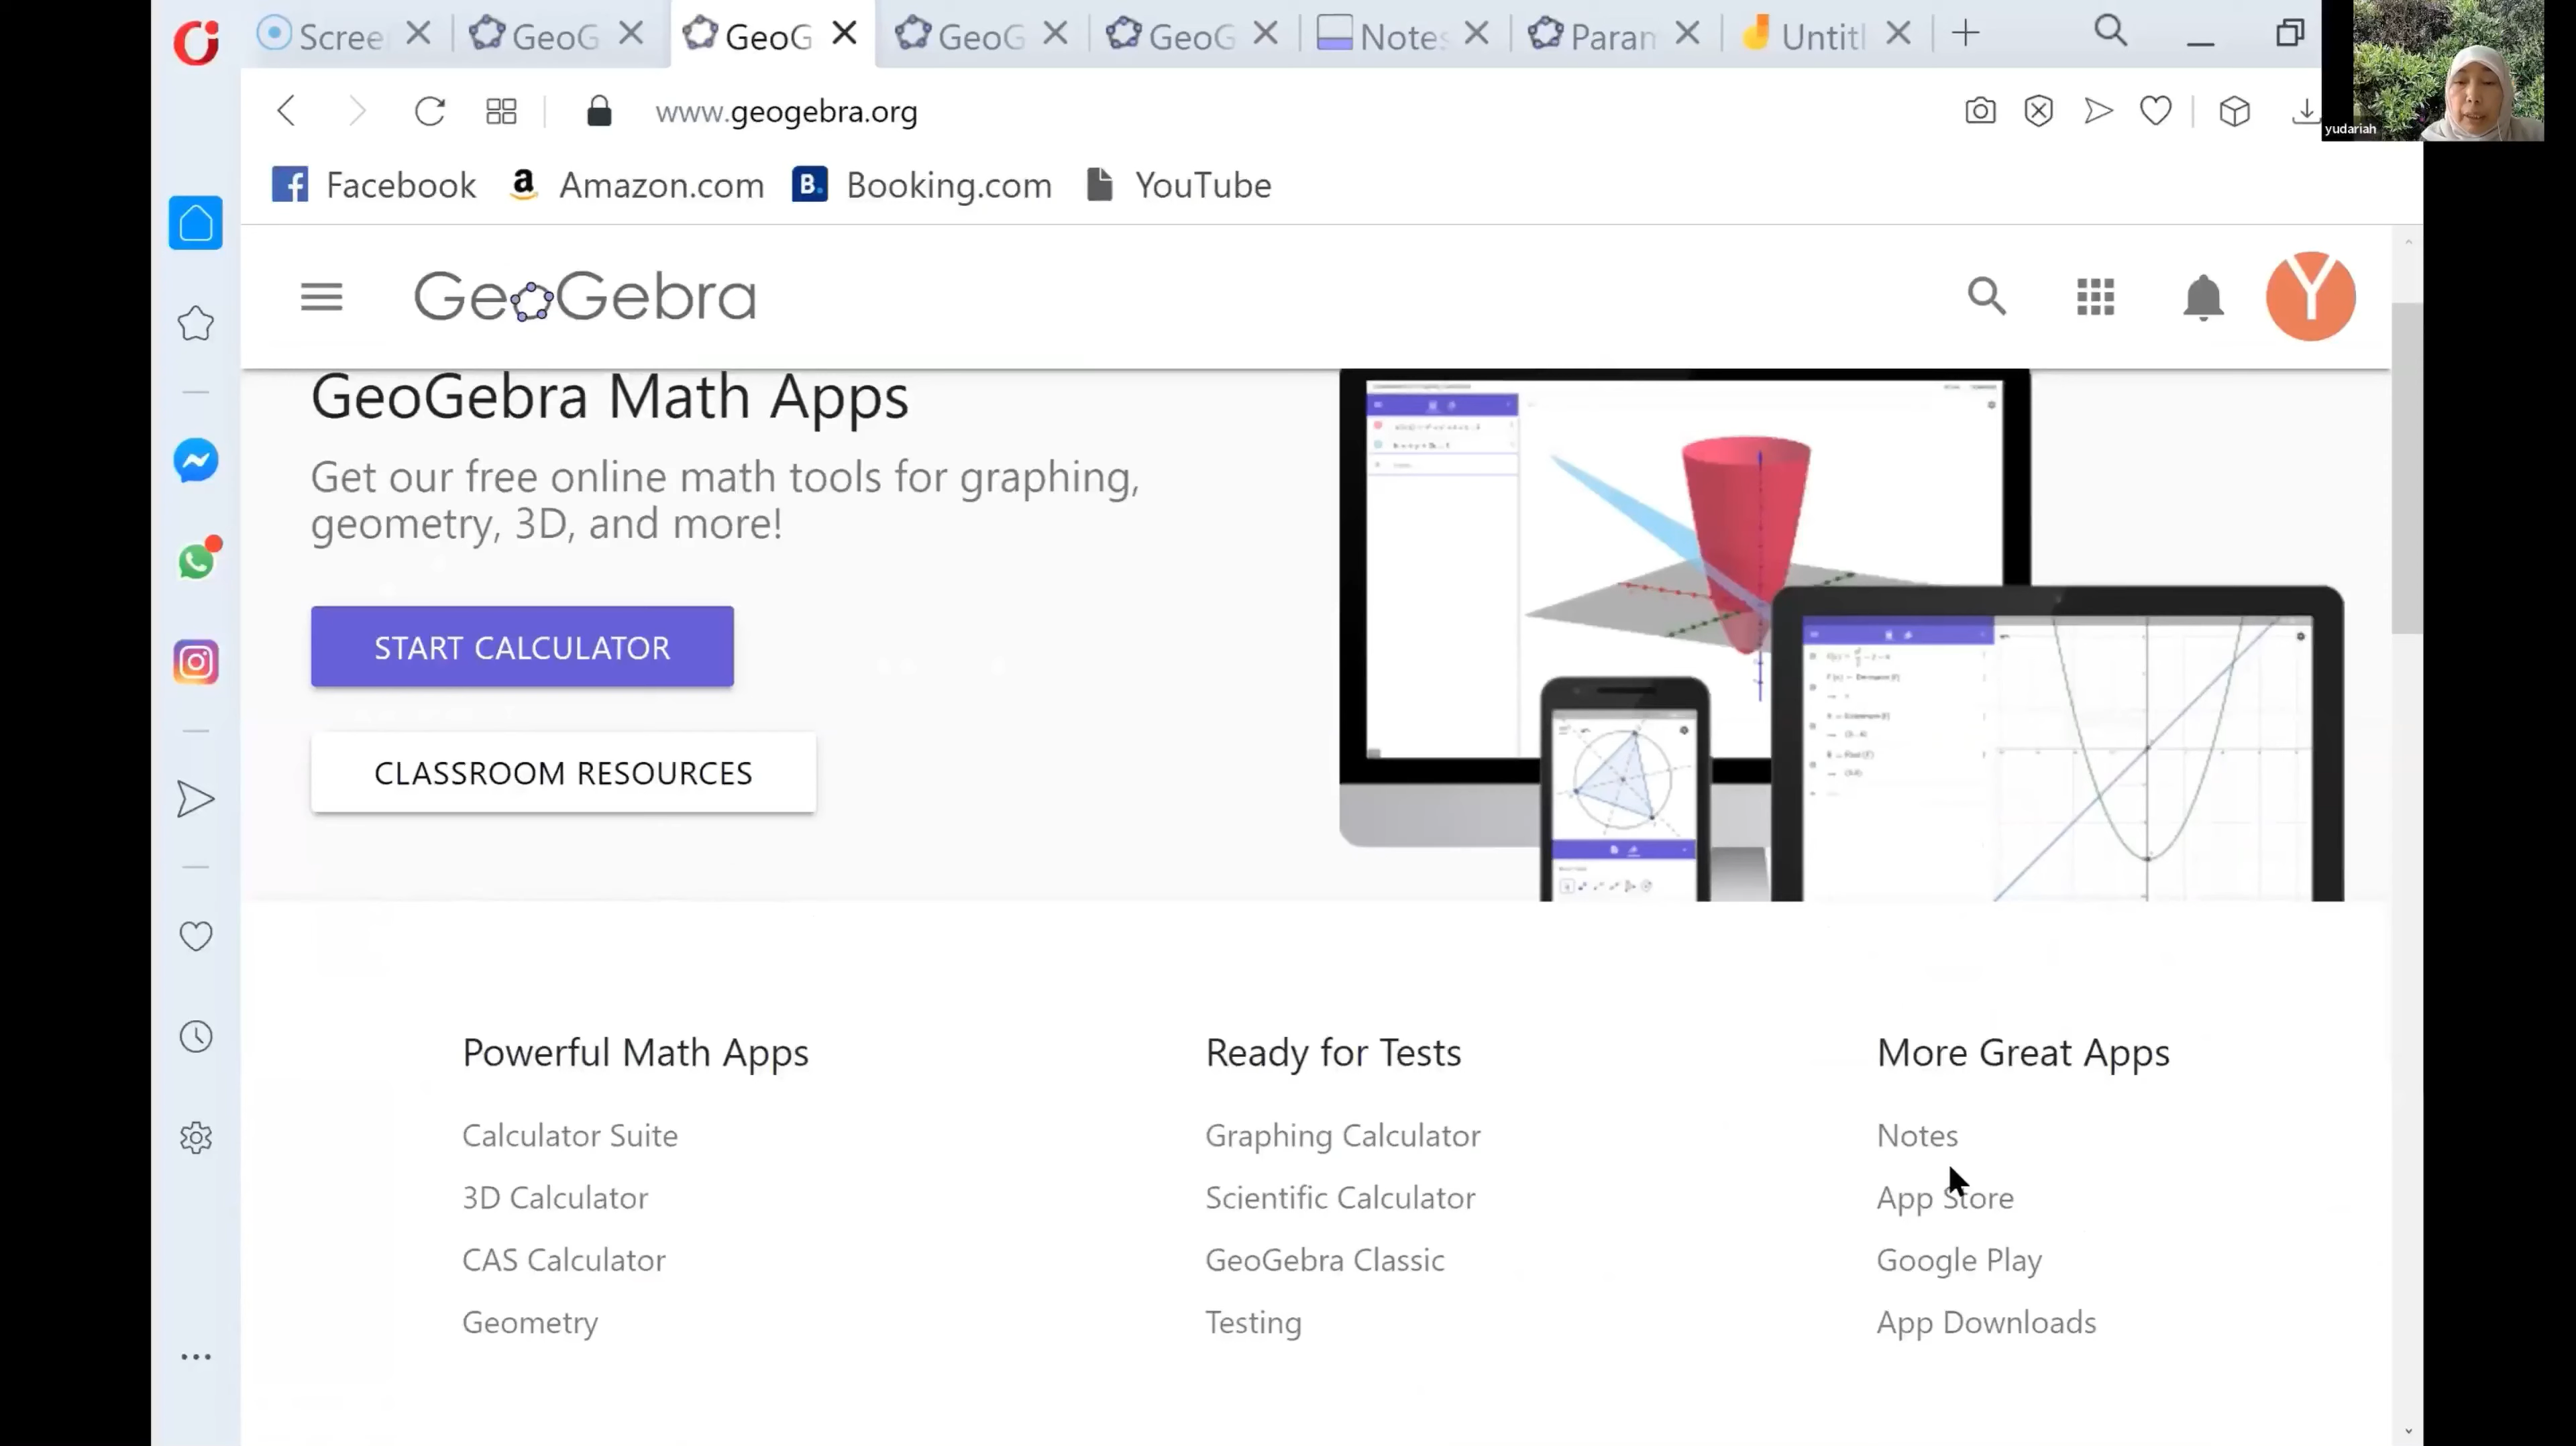 Scree
GeoG
GeoG
GeoG
GeoG
Notes
Param
Untitl
www.geogebra.org
yudariah
Facebook
Amazon.com
Booking.com
YouTube
GeoGebra
Y
GeoGebra Math Apps
Get our free online math tools for graphing,
geometry, 3D, and more!
START CALCULATOR
CLASSROOM RESOURCES
Powerful Math Apps
Calculator Suite
3D Calculator
CAS Calculator
Geometry
Ready for Tests
Graphing Calculator
Scientific Calculator
GeoGebra Classic
Testing
More Great Apps
Notes
App Store
Google Play
App Downloads